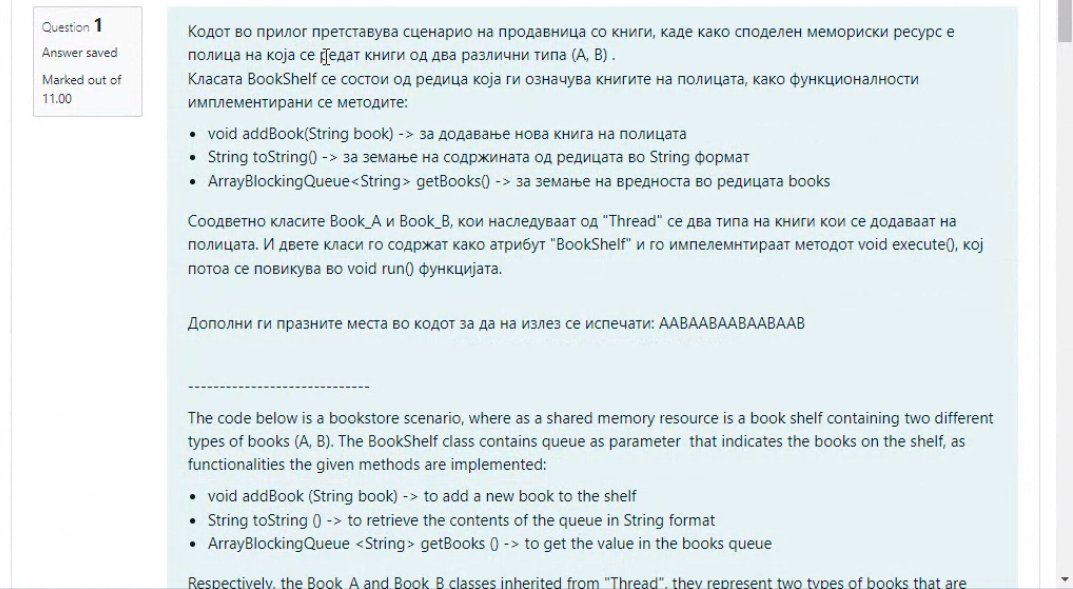 Question 1
Answer saved
Marked out of
11.00
Кодот во прилог претставува сценарио на продавница со книги, каде како споделен мемориски ресурс е
полица на која се редат книги од два различни типа (A, B) .
Класата BookShelf се состои од редица која ги означува книгите на полицата, како функционалности
имплементирани се методите:
• void addBook(String book) -> за додавање нова книга на полицата
• String toString() -> за земање на содржината од редицата во String формат
• ArrayBlockingQueue<String> getBooks() -> за земање на вредноста во редицата books
Соодветно класите Book_A и Book_B, кои наследуваат од "Thread" се два типа на книги кои се додаваат на
полицата. И двете класи го содржат како атрибут "BookShelf" и го импелемнтираат методот void execute(), кој
потоа се повикува во void run() функцијата.
Дополни ги празните места во кодот за да на излез се испечати: AABAABAABAABAAB
-----------------------------
The code below is a bookstore scenario, where as a shared memory resource is a book shelf containing two different
types of books (A, B). The BookShelf class contains queue as parameter that indicates the books on the shelf, as
functionalities the given methods are implemented:
• void addBook (String book) -> to add a new book to the shelf
• String toString () -> to retrieve the contents of the queue in String format
• ArrayBlockingQueue <String> getBooks () -> to get the value in the books queue
Respectively, the Book_A and Book_B classes inherited from "Thread", they represent two types of books that are